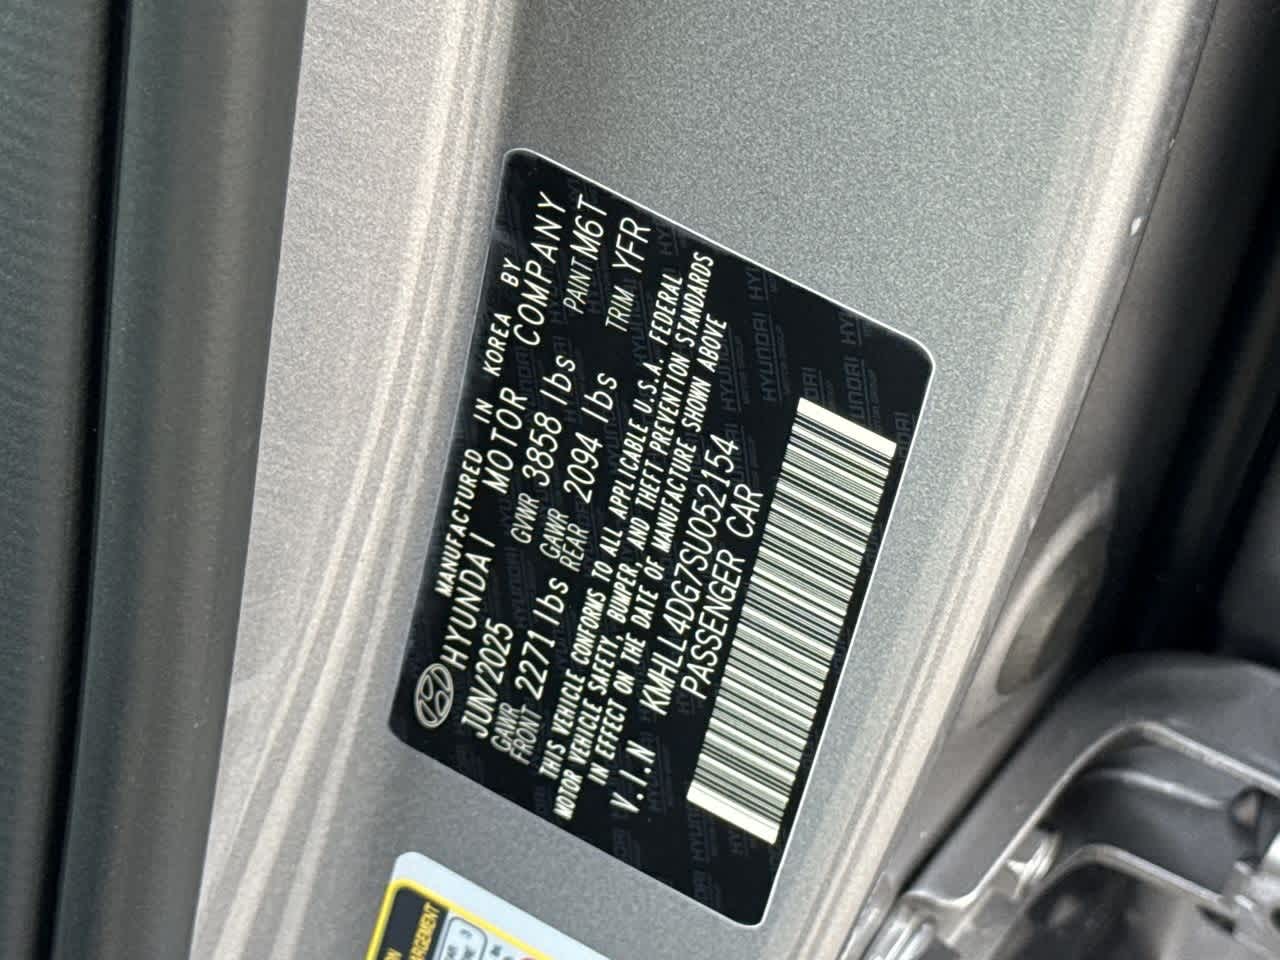 MANUFACTURED IN KOREA BY
HYUNDAI MOTOR COMPANY
JUN/2025 GVWR 3858 lbs PAINT M6T
GAWR FRONT 2271 lbs GAWR REAR 2094 lbs TRIM YFR
THIS VEHICLE CONFORMS TO ALL APPLICABLE U.S.A. FEDERAL
MOTOR VEHICLE SAFETY, BUMPER, AND THEFT PREVENTION STANDARDS
IN EFFECT ON THE DATE OF MANUFACTURE SHOWN ABOVE
V.I.N KMHLL4DG7SU052154
PASSENGER CAR